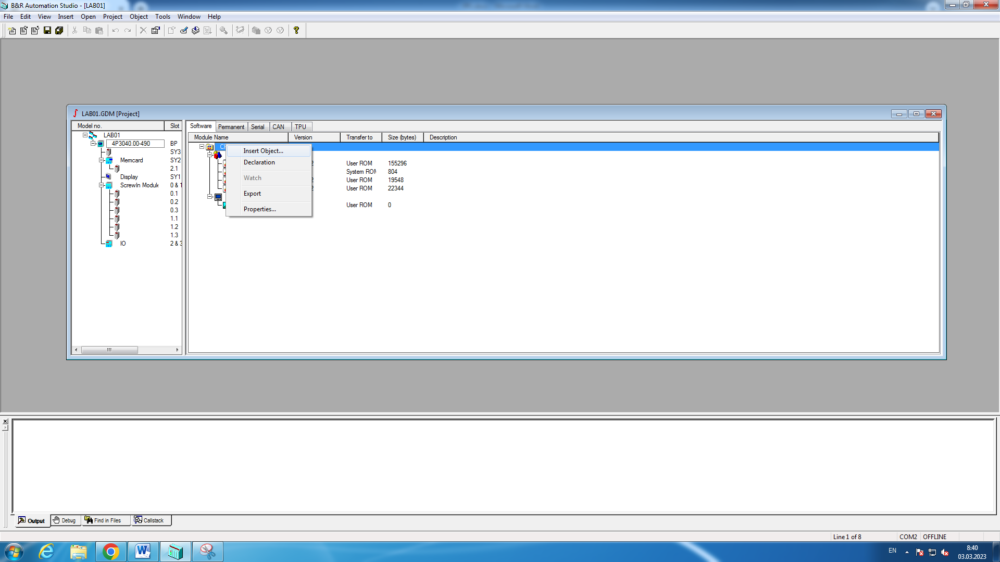 B&R Automation Studio - [LAB01]
File Edit View Insert Open Project Object Tools Window Help
LAB01.GDM [Project]
Model no. Slot
LAB01
4P3040.00-490 BP
SY3
Memcard SY2
2.1
Display SY1
ScrewIn Module 0 & 1
0.1
0.2
0.3
1.1
1.2
1.3
IO 2 & 3
Software Permanent Serial CAN TPU
Module Name Version Transfer to Size (bytes) Description
Insert Object...
Declaration
Watch
Export
Properties...
2 User ROM 155296
System ROM 804
2 User ROM 19548
2 User ROM 22344
User ROM 0
Output Debug Find in Files Callstack
Line 1 of 8 COM2 OFFLINE
EN 8:40
03.03.2023